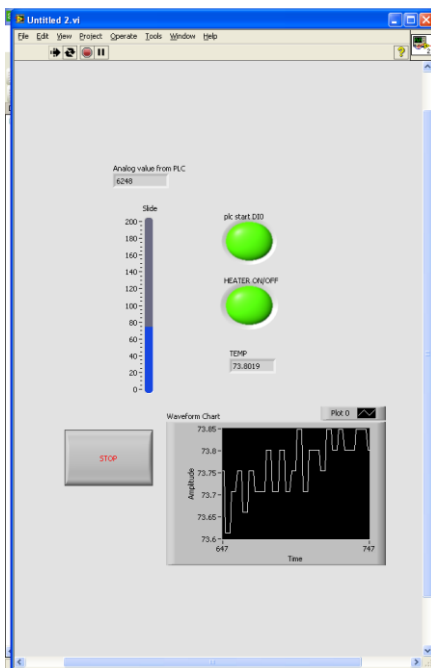 Untitled 2.vi
File Edit View Project Operate Tools Window Help
?
2
Analog value from PLC
6248
Slide
200
180
160
140
120
100
80
60
40
20
0
plc start DI0
HEATER ON/OFF
TEMP
73.8019
STOP
Waveform Chart
Plot 0
73.85
73.8
73.75
73.7
73.65
73.6
Amplitude
647
747
Time